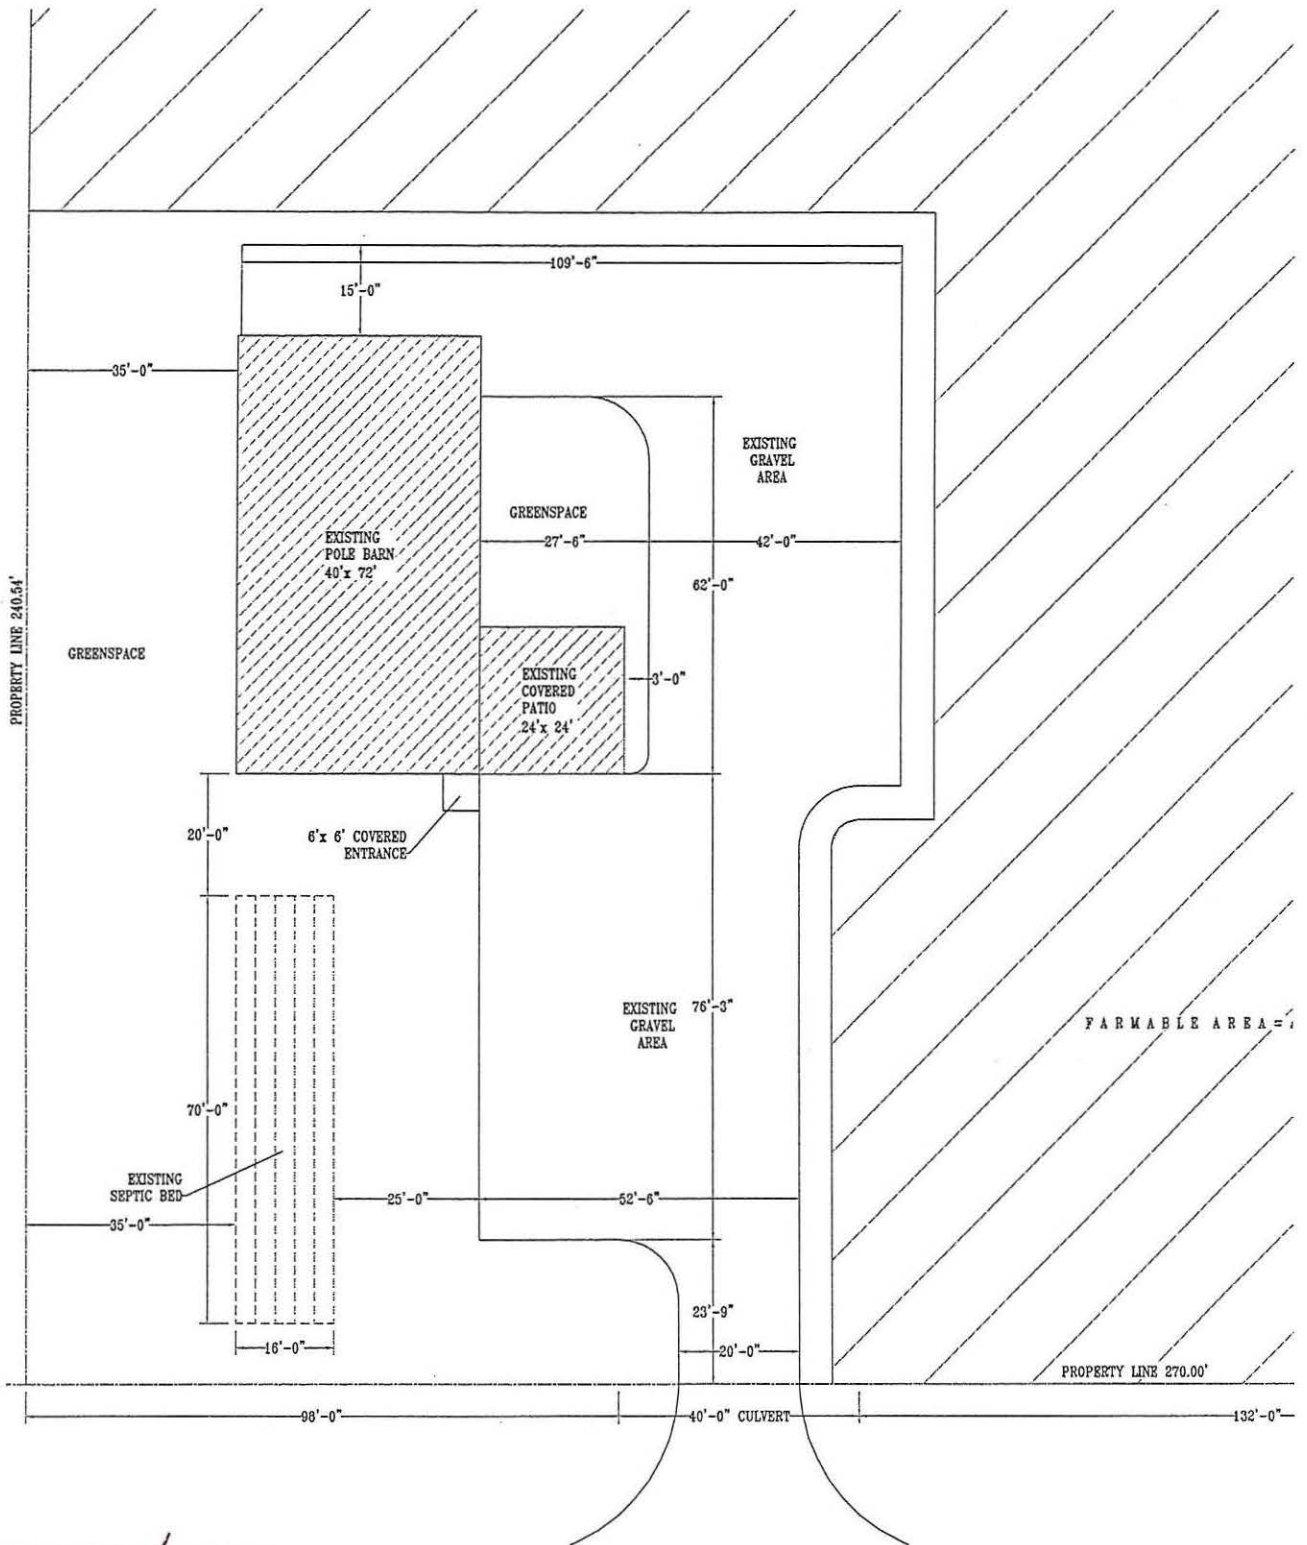 109'-6"
15'-0"
35'-0"
EXISTING
GRAVEL
AREA
GREENSPACE
27'-6"
42'-0"
EXISTING
POLE BARN
40'x 72'
62'-0"
PROPERTY LINE 240.54'
GREENSPACE
EXISTING
COVERED
PATIO
24'x 24'
3'-0"
20'-0"
6'x 6' COVERED
ENTRANCE
EXISTING
GRAVEL
AREA
76'-3"
FARMABLE AREA =
70'-0"
EXISTING
SEPTIC BED
25'-0"
52'-6"
35'-0"
23'-9"
16'-0"
20'-0"
PROPERTY LINE 270.00'
98'-0"
40'-0" CULVERT
132'-0"